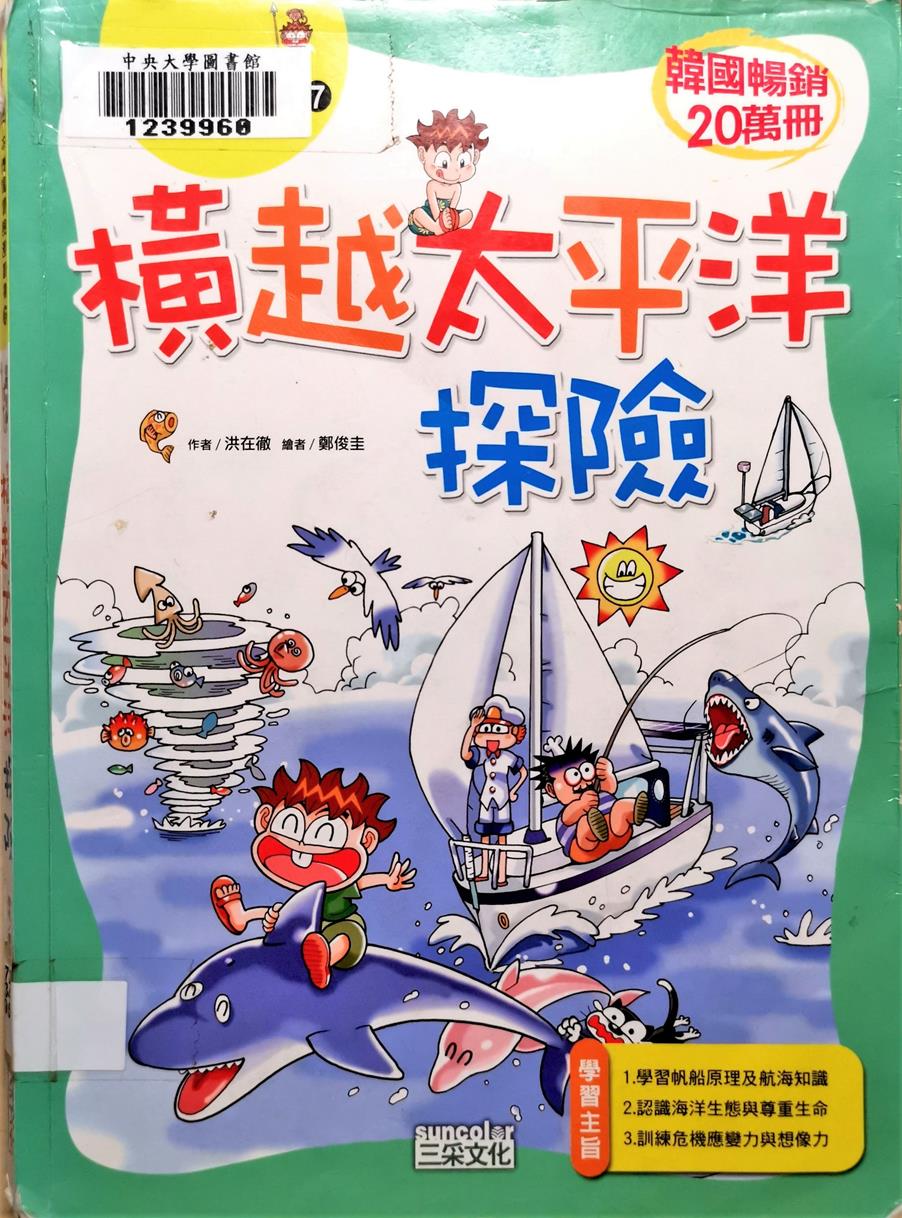 中央大學圖書館
1239960
7
韓國暢銷
20萬冊
橫越太平洋
探險
作者/洪在徹 繪者/鄭俊圭
學習主旨
1.學習帆船原理及航海知識
2.認識海洋生態與尊重生命
3.訓練危機應變力與想像力
suncolor
三采文化